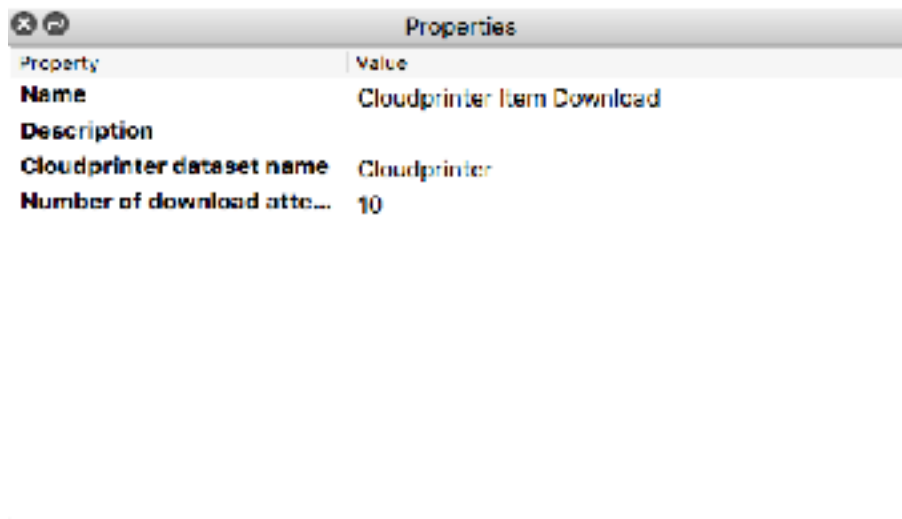 Properties
Property Value
Name Cloudprinter Item Download
Description
Cloudprinter dataset name Cloudprinter
Number of download atte... 10